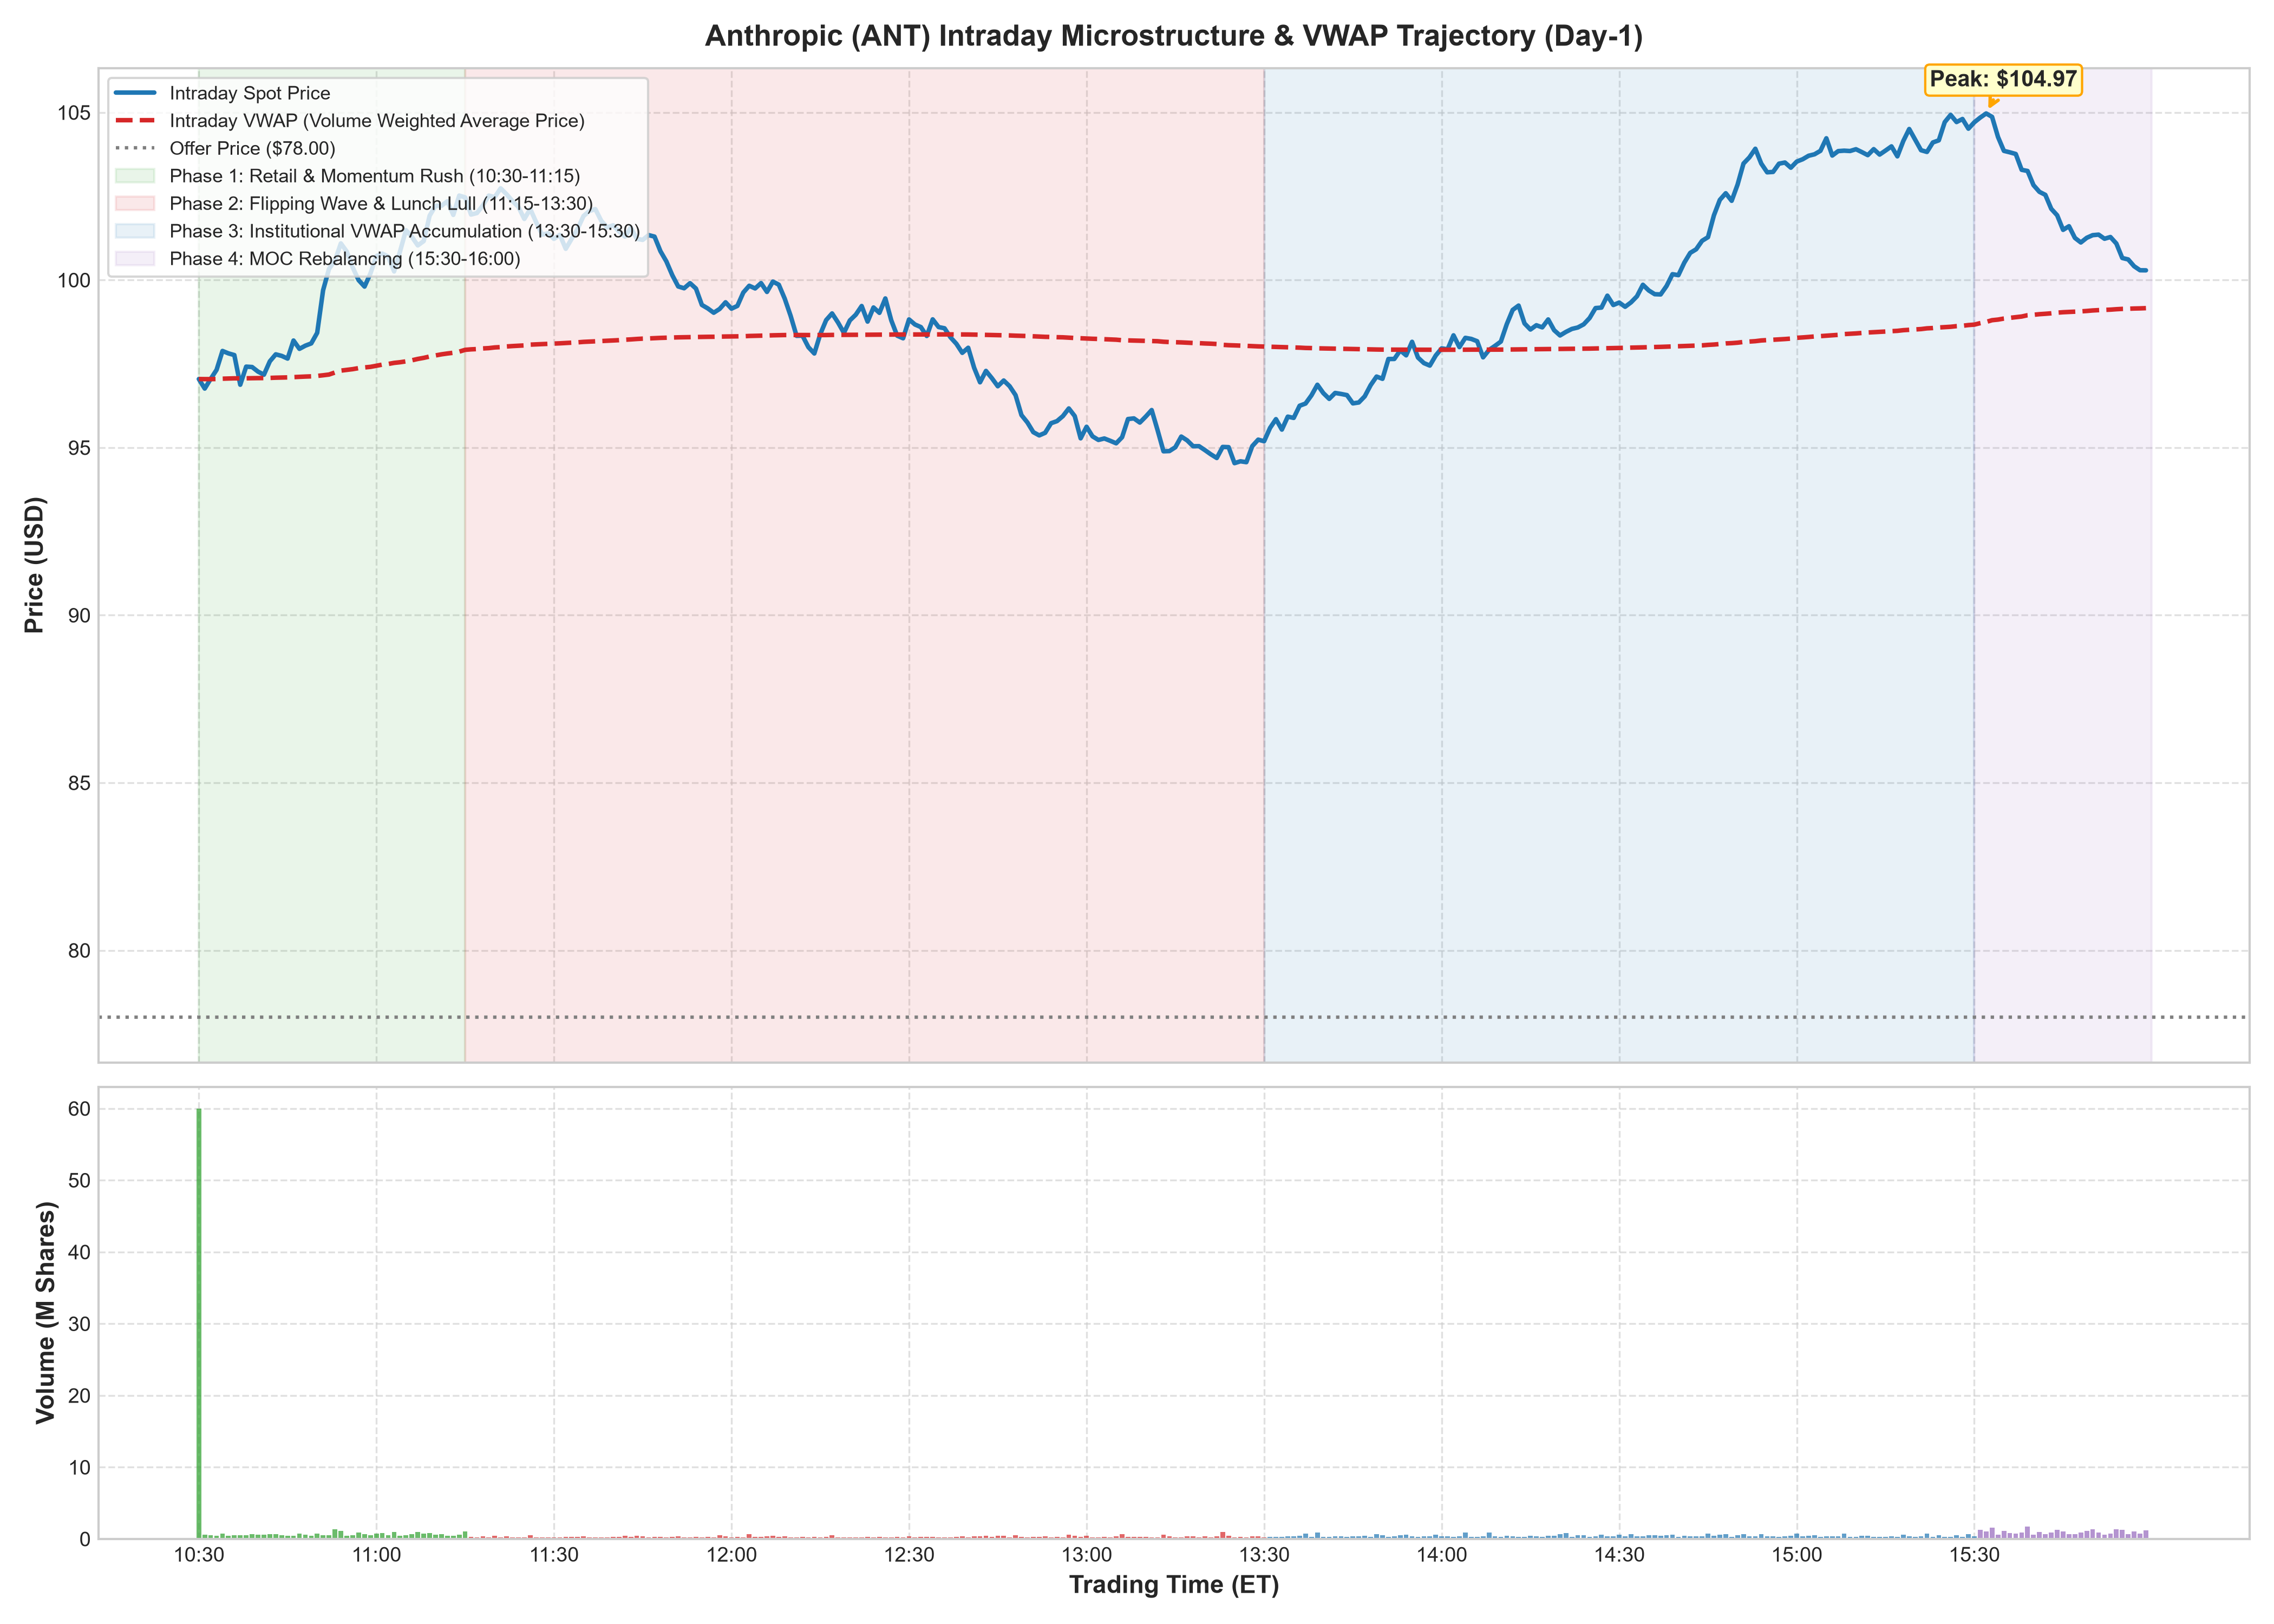 Anthropic (ANT) Intraday Microstructure & VWAP Trajectory (Day-1)
Peak: $104.97
Intraday Spot Price
Intraday VWAP (Volume Weighted Average Price)
Offer Price ($78.00)
Phase 1: Retail & Momentum Rush (10:30-11:15)
Phase 2: Flipping Wave & Lunch Lull (11:15-13:30)
Phase 3: Institutional VWAP Accumulation (13:30-15:30)
Phase 4: MOC Rebalancing (15:30-16:00)
Price (USD)
105
100
95
90
85
80
Volume (M Shares)
60
50
40
30
20
10
0
10:30 11:00 11:30 12:00 12:30 13:00 13:30 14:00 14:30 15:00 15:30
Trading Time (ET)